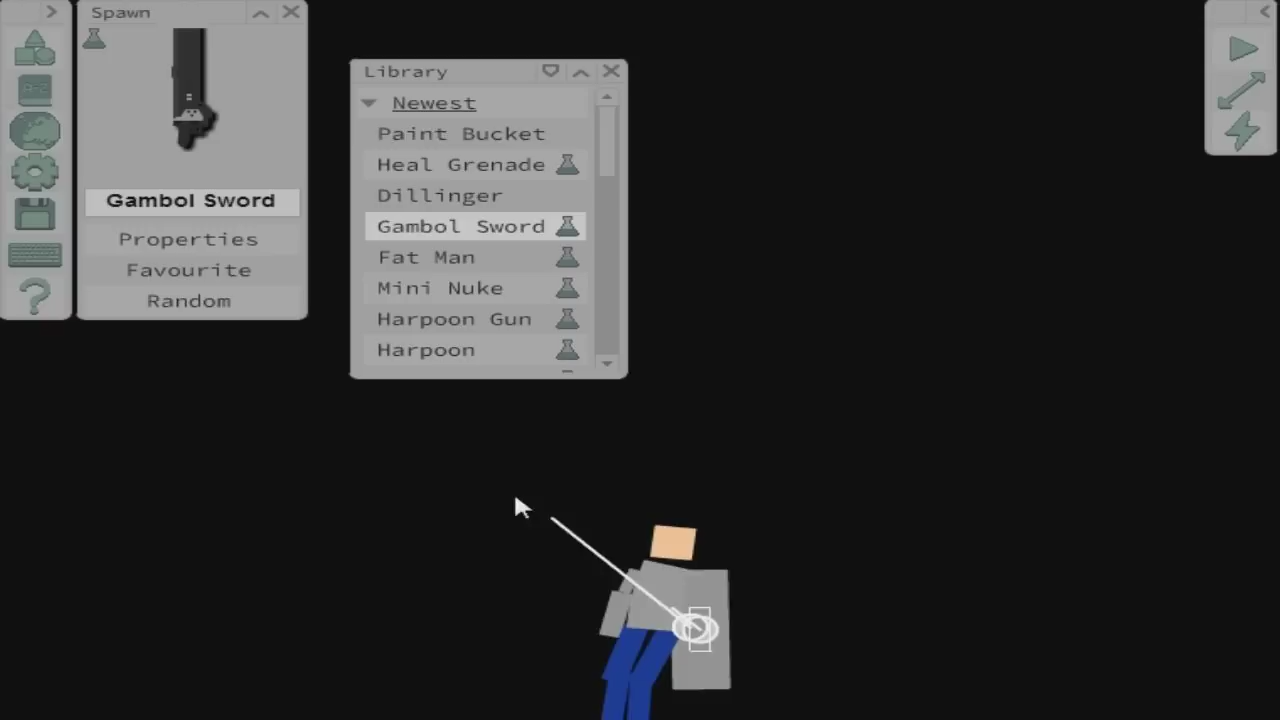 Spawn
Gambol Sword
Properties
Favourite
Random
Library
Newest
Paint Bucket
Heal Grenade
Dillinger
Gambol Sword
Fat Man
Mini Nuke
Harpoon Gun
Harpoon
?